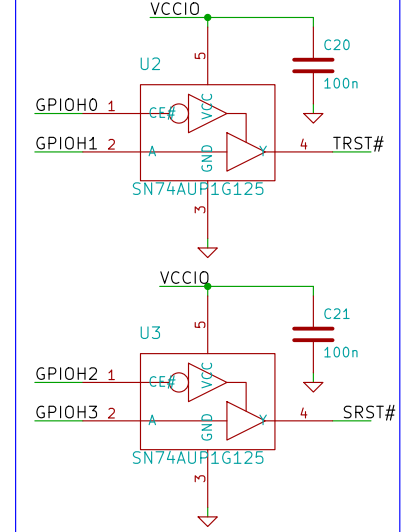 VCCIO
C20
5
U2
100n
GPIOH0 1
CE#
VCC
GPIOH1 2
A
GND
Y
4 TRST#
SN74AUP1G125
3
VCCIO
C21
5
U3
100n
GPIOH2 1
CE#
VCC
GPIOH3 2
A
GND
Y
4 SRST#
SN74AUP1G125
3